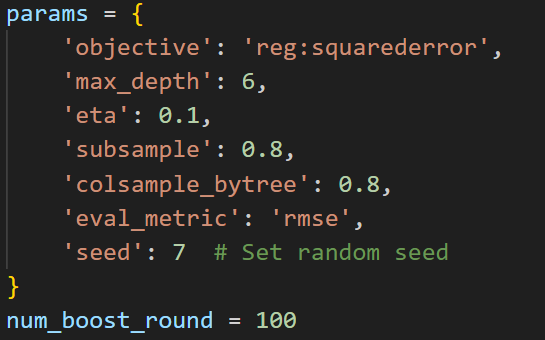 params = {
    'objective': 'reg:squarederror',
    'max_depth': 6,
    'eta': 0.1,
    'subsample': 0.8,
    'colsample_bytree': 0.8,
    'eval_metric': 'rmse',
    'seed': 7  # Set random seed
}
num_boost_round = 100